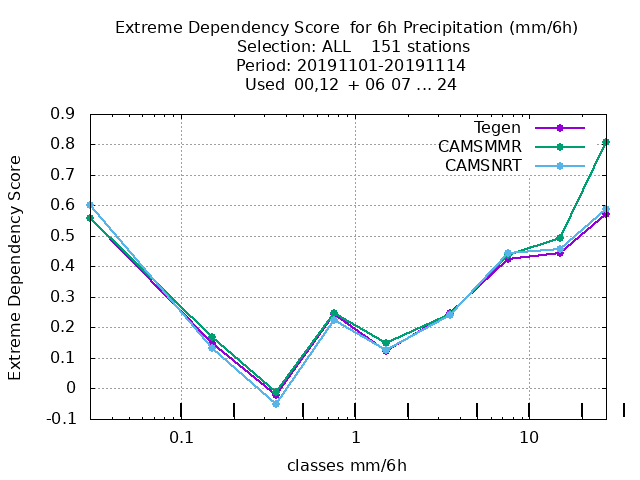 Extreme Dependency Score  for 6h Precipitation (mm/6h)
Selection: ALL    151 stations
Period: 20191101-20191114
Used  00,12  + 06 07 ... 24
Extreme Dependency Score
0.9
0.8
0.7
0.6
0.5
0.4
0.3
0.2
0.1
0
-0.1
Tegen
CAMSMMR
CAMSNRT
0.1
1
10
classes mm/6h